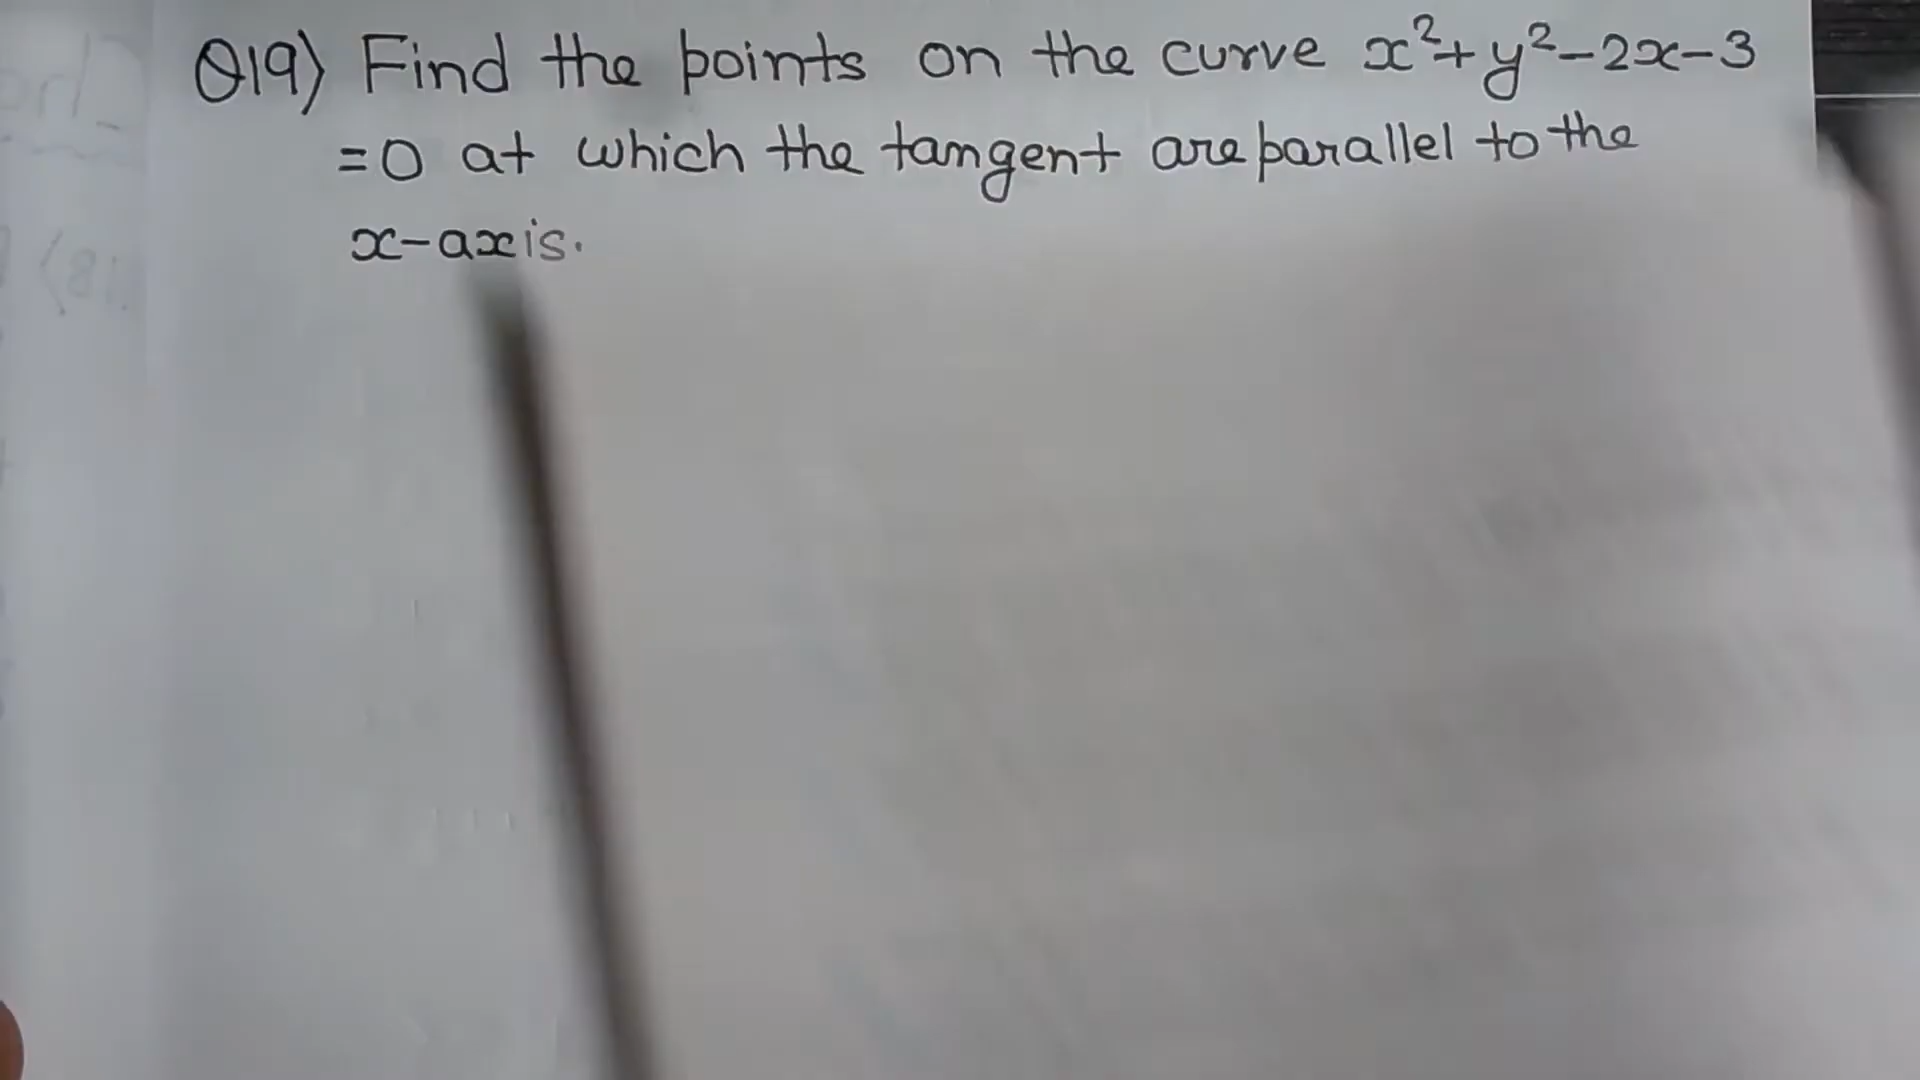 Q19) Find the points on the curve x²+y²-2x-3
=0 at which the tangent are parallel to the
x-axis.